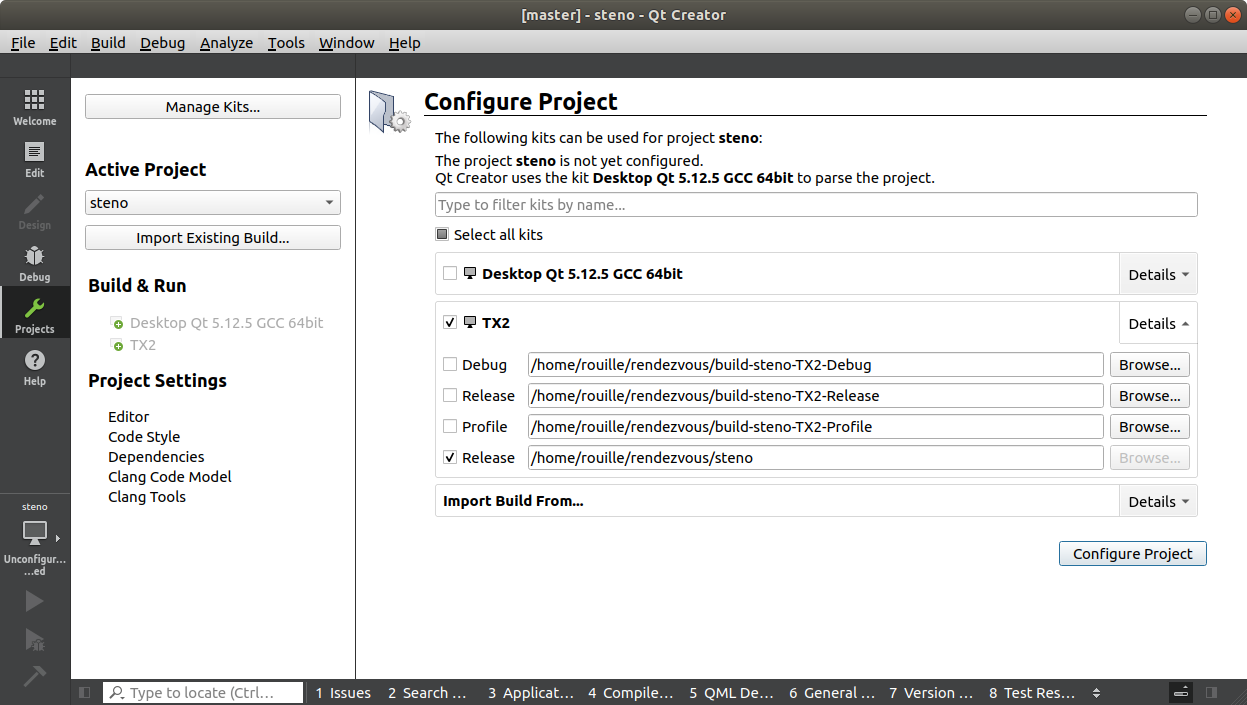 [master] - steno - Qt Creator
File Edit Build Debug Analyze Tools Window Help
Welcome
Edit
Design
Debug
Projects
Help
steno
Unconfigur...
...ed
Manage Kits...
Active Project
steno
Import Existing Build...
Build & Run
Desktop Qt 5.12.5 GCC 64bit
TX2
Project Settings
Editor
Code Style
Dependencies
Clang Code Model
Clang Tools
Configure Project
The following kits can be used for project steno:
The project steno is not yet configured.
Qt Creator uses the kit Desktop Qt 5.12.5 GCC 64bit to parse the project.
Type to filter kits by name...
Select all kits
Desktop Qt 5.12.5 GCC 64bit Details
TX2 Details
Debug /home/rouille/rendezvous/build-steno-TX2-Debug Browse...
Release /home/rouille/rendezvous/build-steno-TX2-Release Browse...
Profile /home/rouille/rendezvous/build-steno-TX2-Profile Browse...
Release /home/rouille/rendezvous/steno Browse...
Import Build From... Details
Configure Project
Type to locate (Ctrl... 1 Issues 2 Search ... 3 Applicat... 4 Compile... 5 QML De... 6 General ... 7 Version ... 8 Test Res...